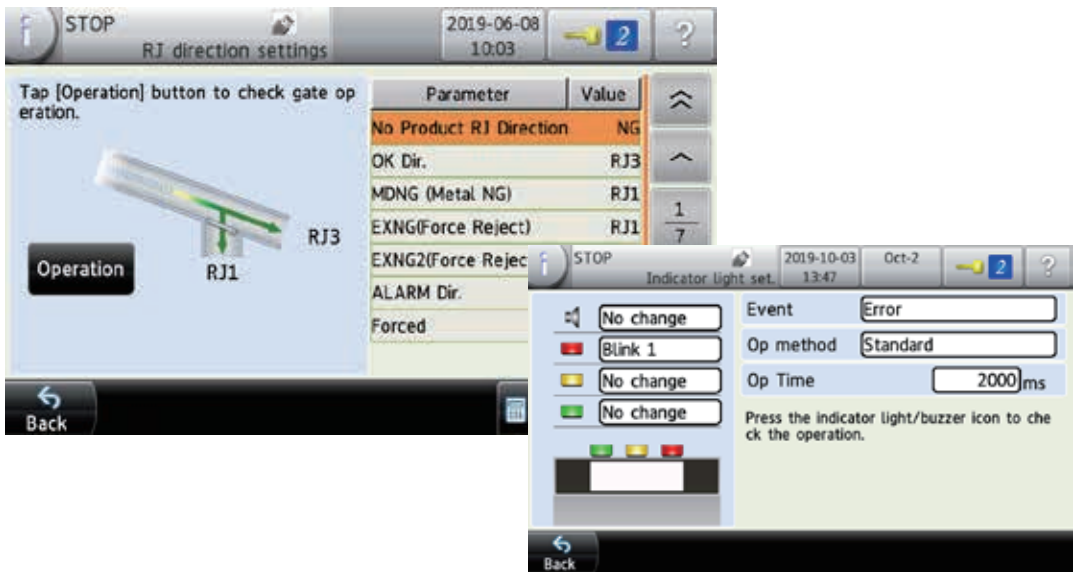 STOP
RJ direction settings
2019-06-08
10:03
2
?
Tap [Operation] button to check gate op
eration.
RJ3
RJ1
Operation
Parameter Value
No Product RJ Direction NG
OK Dir. RJ3
MDNG (Metal NG) RJ1
EXNG(Force Reject) RJ1
EXNG2(Force Rejec
ALARM Dir.
Forced
1
7
Back
STOP
Indicator light set.
2019-10-03
13:47
Oct-2
2
?
No change
Blink 1
No change
No change
Event Error
Op method Standard
Op Time 2000 ms
Press the indicator light/buzzer icon to che
ck the operation.
Back